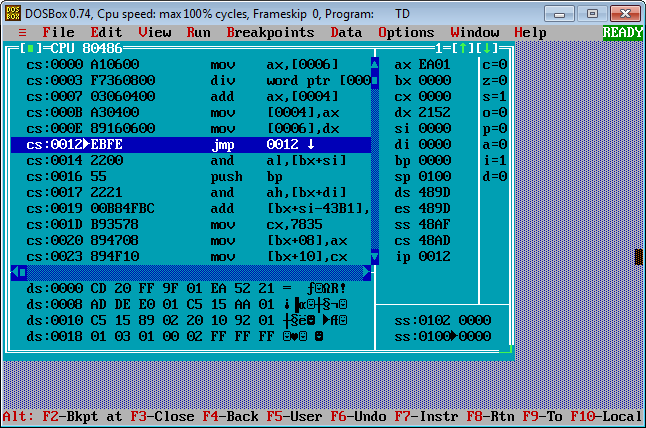 DOSBox 0.74, Cpu speed: max 100% cycles, Frameskip 0, Program: TD
≡ File Edit View Run Breakpoints Data Options Window Help READY
[■]=CPU 80486 1=[↑][↓]
cs:0000 A10600 mov ax,[0006] ax EA01 c=0
cs:0003 F7360800 div word ptr [000 bx 0000 z=0
cs:0007 03060400 add ax,[0004] cx 0000 s=1
cs:000B A30400 mov [0004],ax dx 2152 o=0
cs:000E 89160600 mov [0006],dx si 0000 p=0
cs:0012►EBFE jmp 0012 ↓ di 0000 a=0
cs:0014 2200 and al,[bx+si] bp 0000 i=1
cs:0016 55 push bp sp 0100 d=0
cs:0017 2221 and ah,[bx+di] ds 489D
cs:0019 00B84FBC add [bx+si-43B1], es 489D
cs:001D B93578 mov cx,7835 ss 48AF
cs:0020 894708 mov [bx+08],ax cs 48AD
cs:0023 894F10 mov [bx+10],cx ip 0012
ds:0000 CD 20 FF 9F 01 EA 52 21 = ƒ☺ΩR!
ds:0008 AD DE E0 01 C5 15 AA 01 ¡▐α☺┼§¬☺
ds:0010 C5 15 89 02 20 10 92 01 ┼§ë☻ ►Æ☺ ss:0102 0000
ds:0018 01 03 01 00 02 FF FF FF ☺♥☺ ☻ ss:0100►0000
Alt: F2-Bkpt at F3-Close F4-Back F5-User F6-Undo F7-Instr F8-Rtn F9-To F10-Local